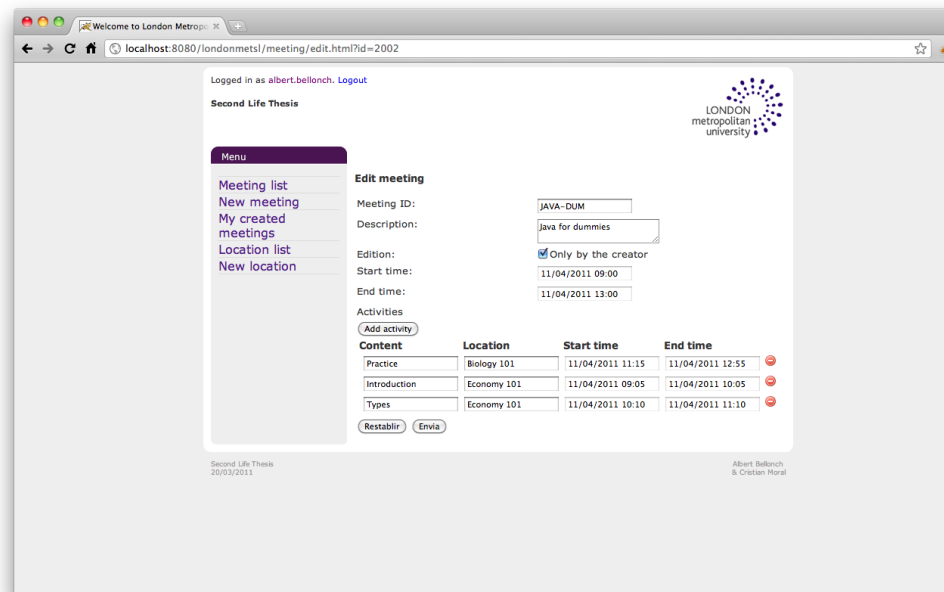 Welcome to London Metropo
localhost:8080/londonmetsl/meeting/edit.html?id=2002
Logged in as albert.bellonch. Logout
Second Life Thesis
LONDON
metropolitan
university
Menu
Meeting list
New meeting
My created
meetings
Location list
New location
Edit meeting
Meeting ID: JAVA-DUM
Description: Java for dummies
Edition: Only by the creator
Start time: 11/04/2011 09:00
End time: 11/04/2011 13:00
Activities
Add activity
Content Location Start time End time
Practice Biology 101 11/04/2011 11:15 11/04/2011 12:55
Introduction Economy 101 11/04/2011 09:05 11/04/2011 10:05
Types Economy 101 11/04/2011 10:10 11/04/2011 11:10
Restablir Envia
Second Life Thesis
20/03/2011
Albert Bellonch
& Cristian Moral